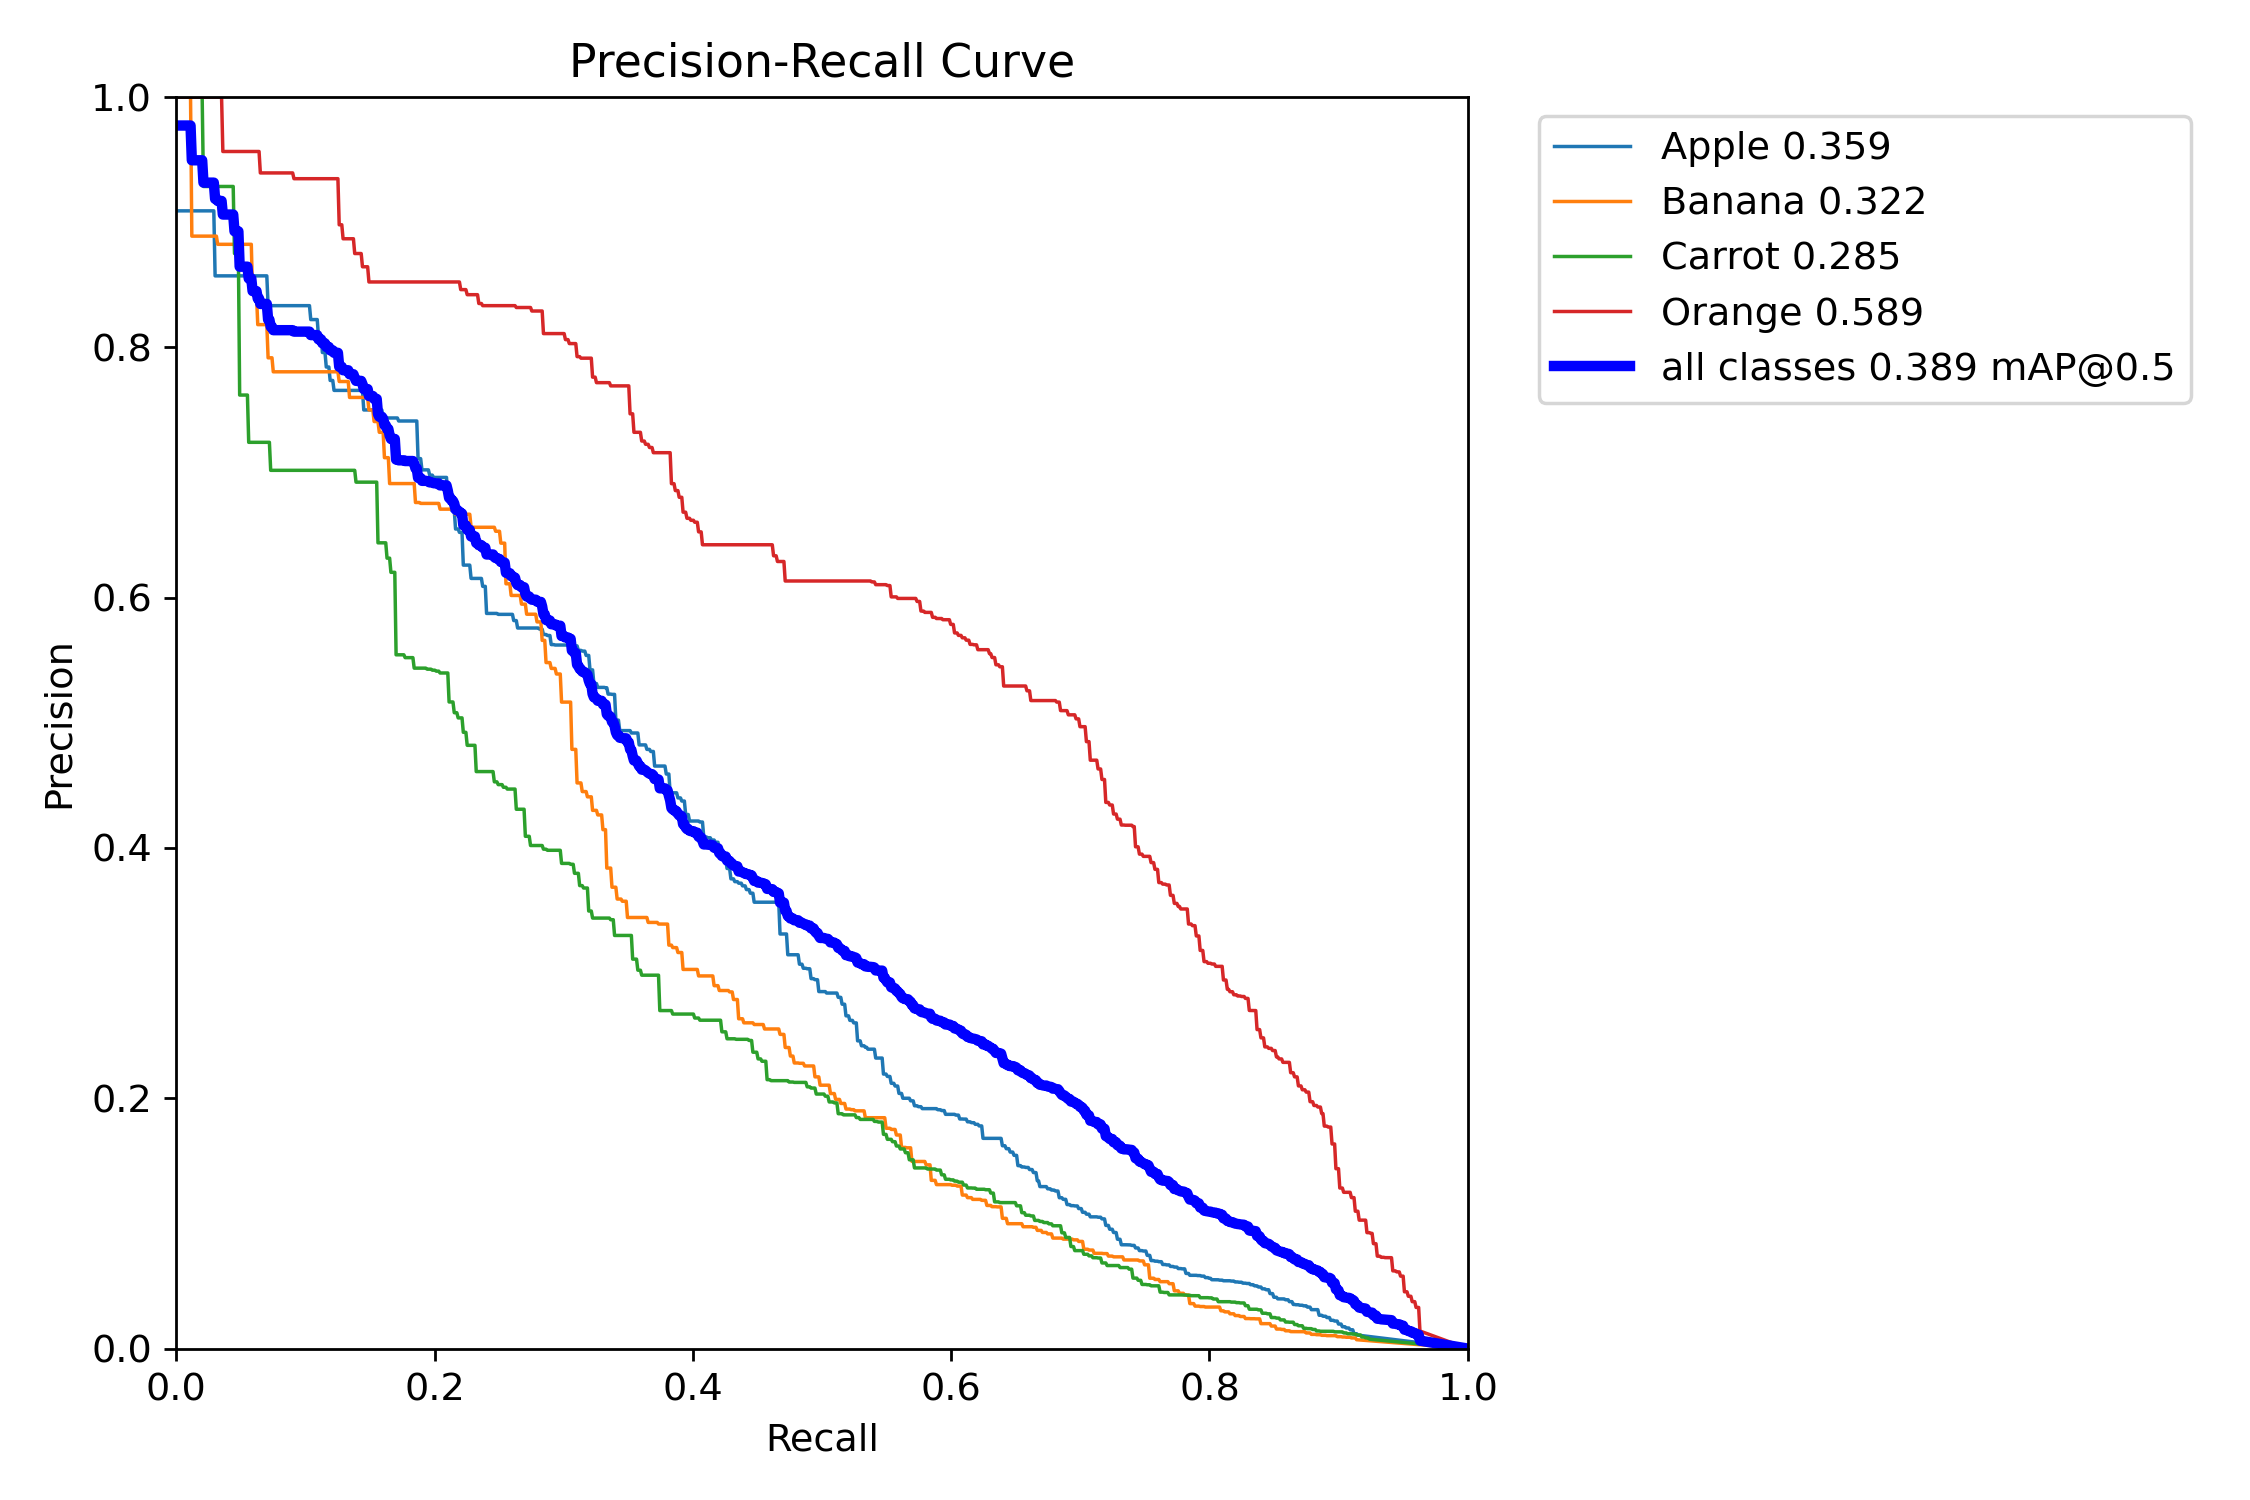 Precision-Recall Curve
1.0
0.8
0.6
0.4
0.2
0.0
Precision
0.0 0.2 0.4 0.6 0.8 1.0
Recall
Apple 0.359
Banana 0.322
Carrot 0.285
Orange 0.589
all classes 0.389 mAP@0.5